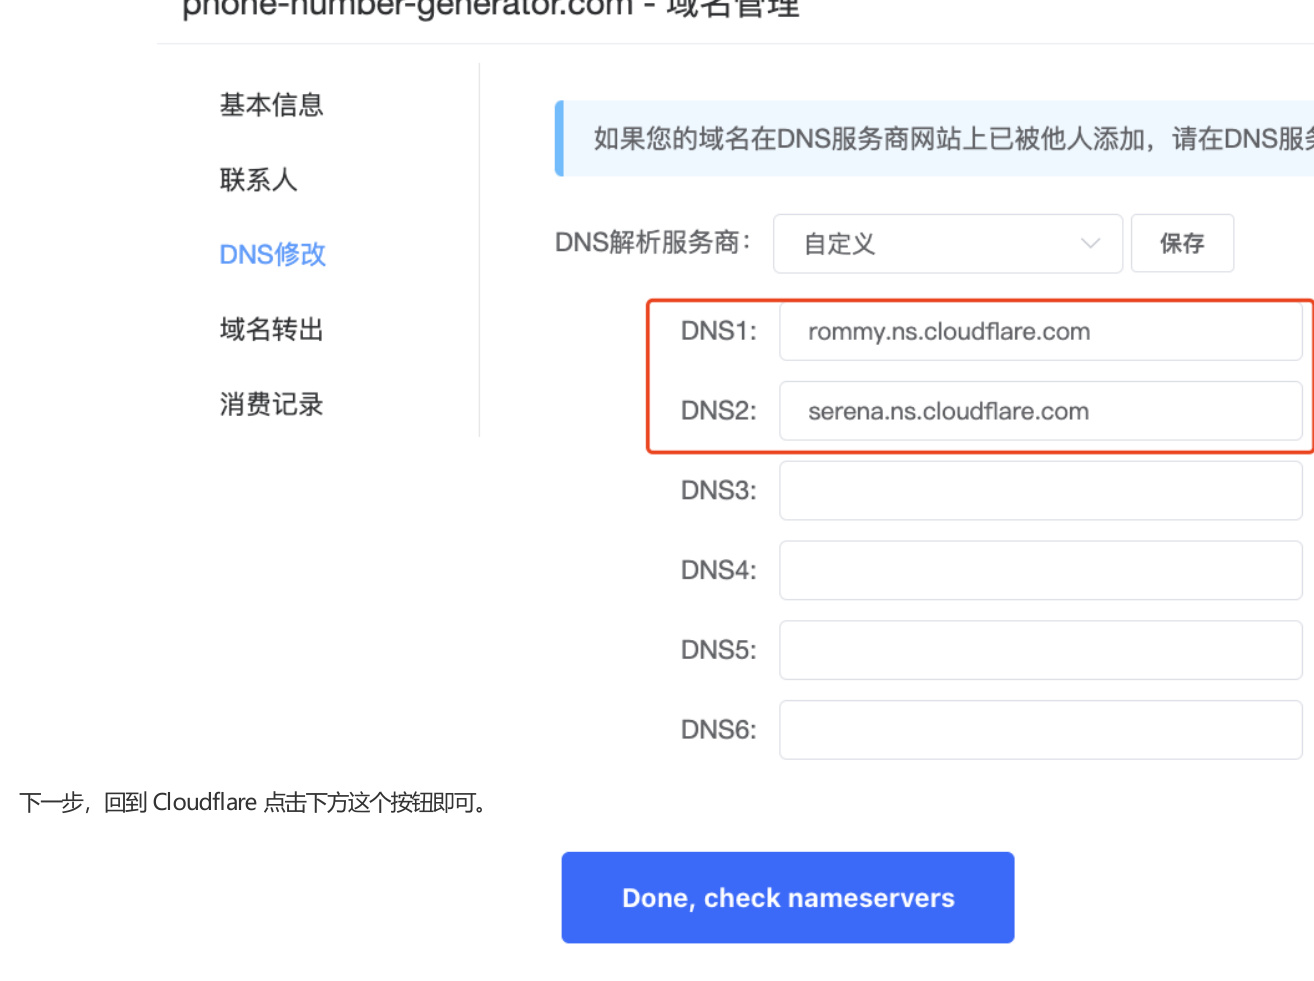 phone-number-generator.com - 域名管理
基本信息
联系人
DNS修改
域名转出
消费记录
如果您的域名在DNS服务商网站上已被他人添加，请在DNS服务
DNS解析服务商：
自定义
保存
DNS1: rommy.ns.cloudflare.com
DNS2: serena.ns.cloudflare.com
DNS3:
DNS4:
DNS5:
DNS6:
下一步，回到 Cloudflare 点击下方这个按钮即可。
Done, check nameservers